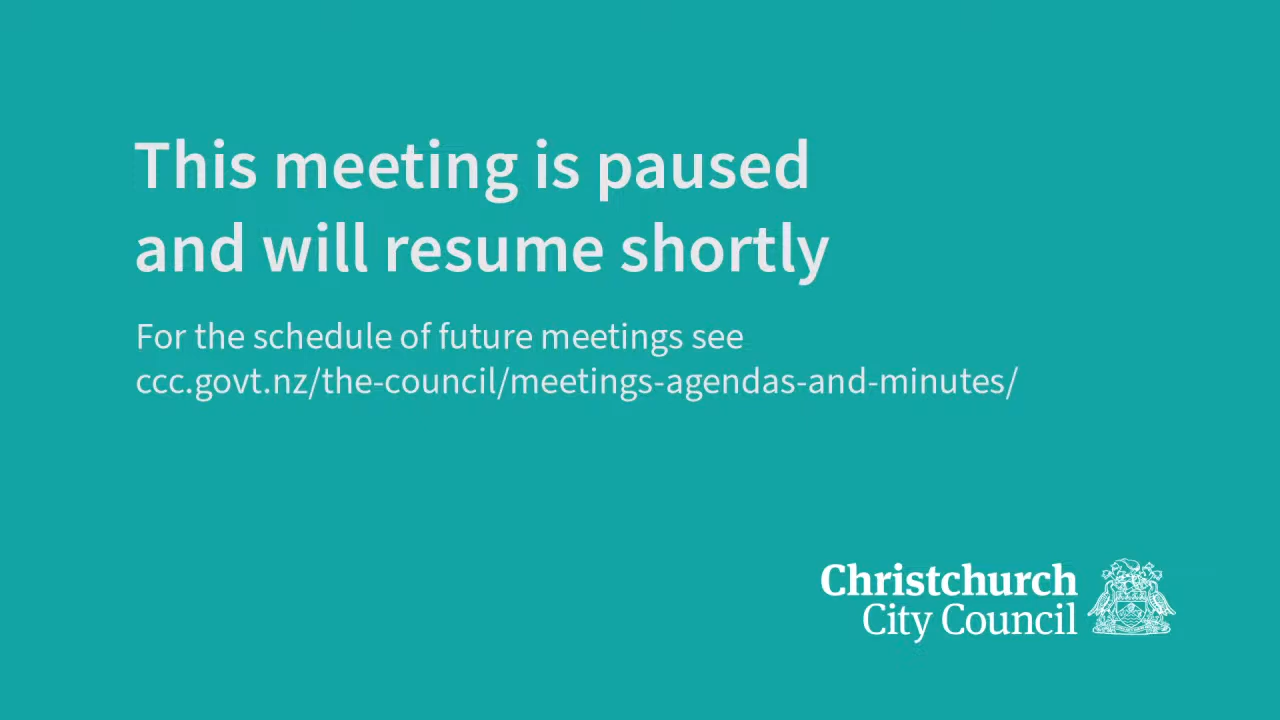 This meeting is paused
and will resume shortly
For the schedule of future meetings see
ccc.govt.nz/the-council/meetings-agendas-and-minutes/
Christchurch
City Council